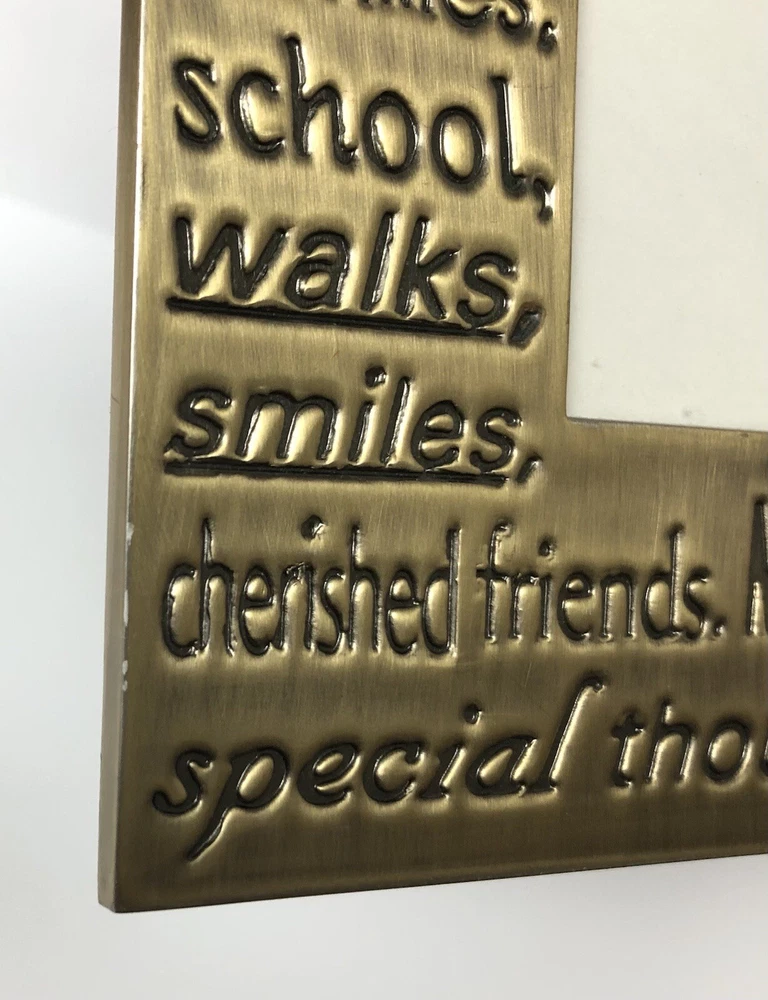 school,
walks,
smiles,
cherished friends.
special